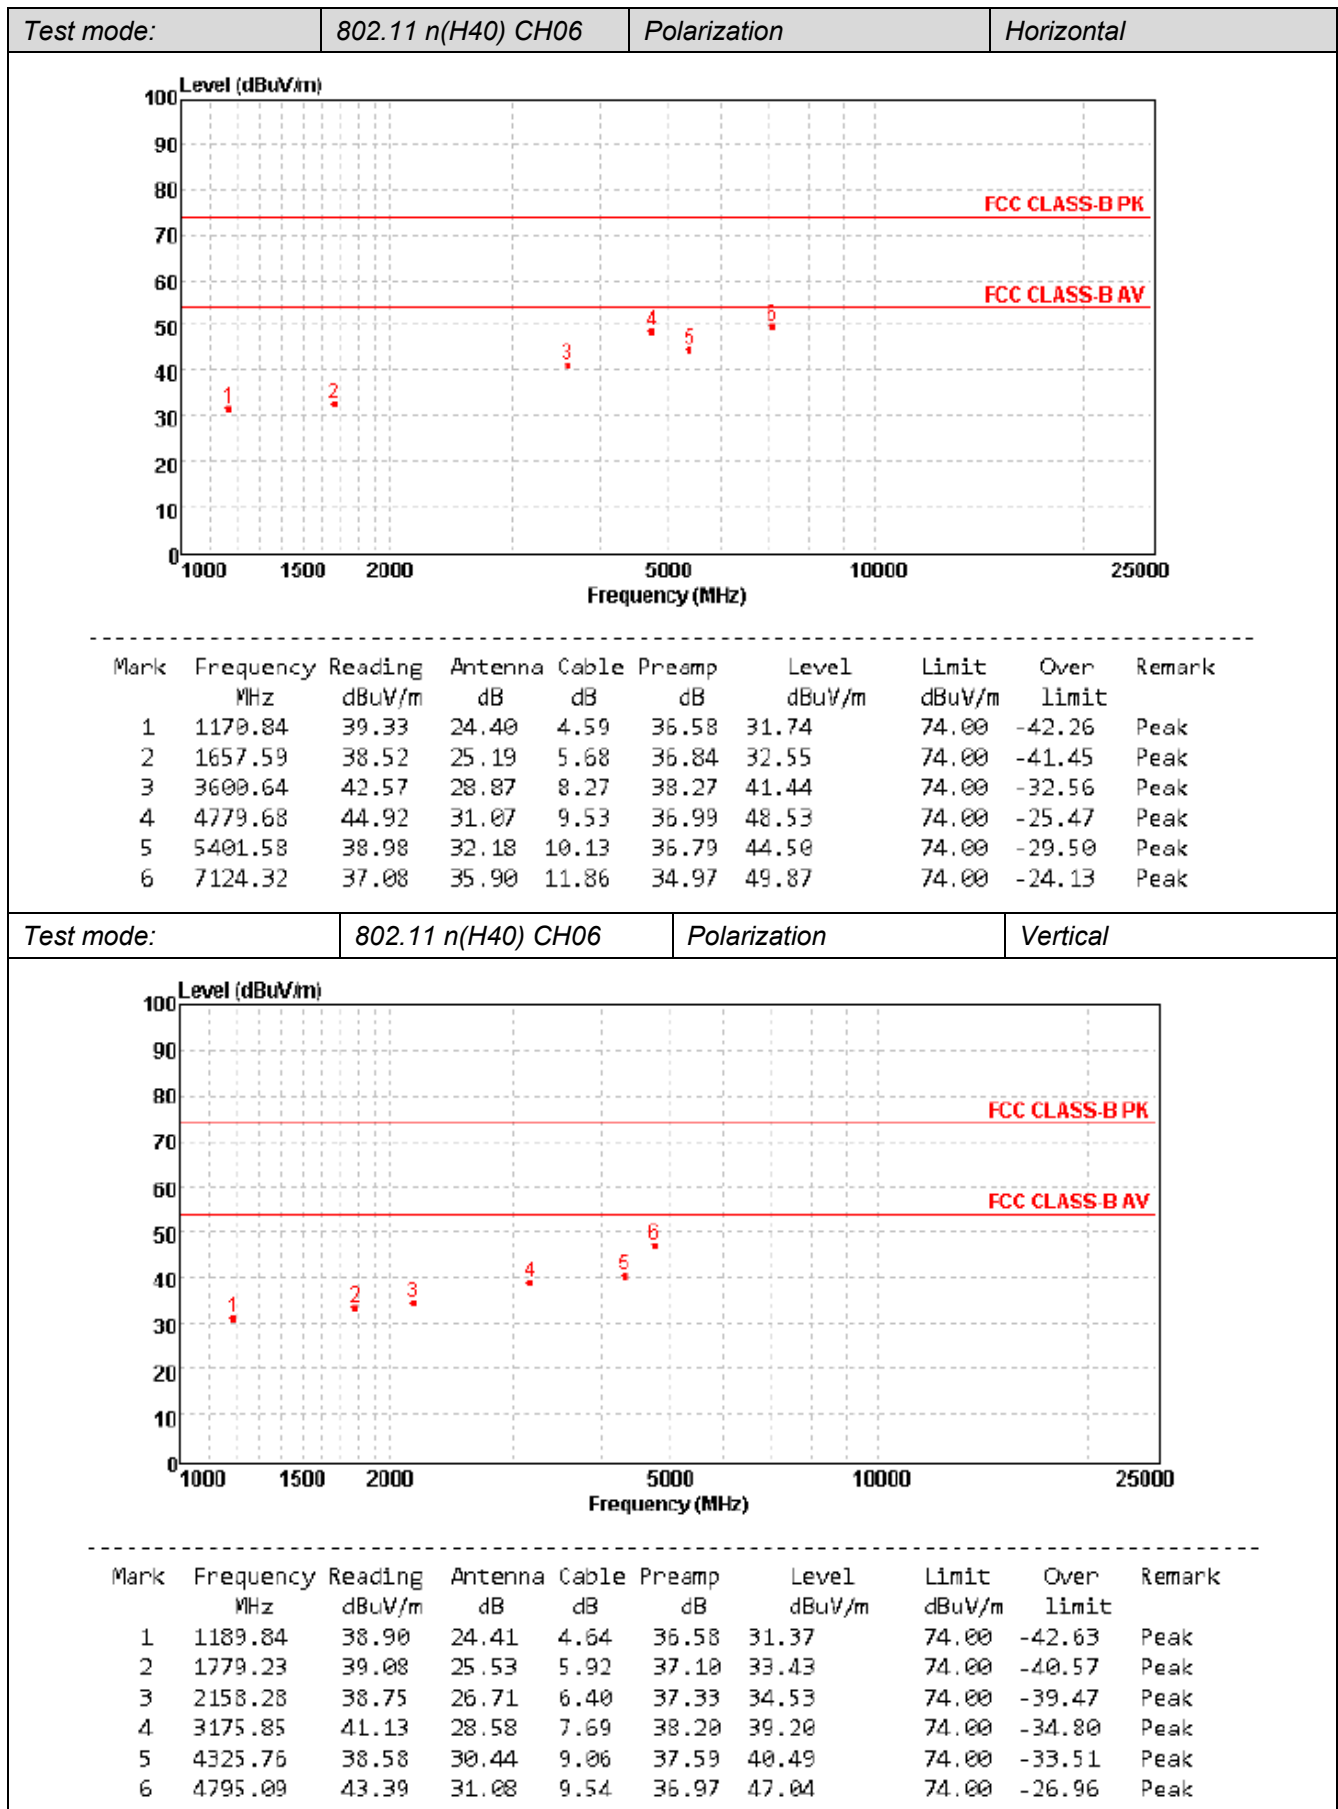 Test mode: 802.11 n(H40) CH06 Polarization Horizontal
Level (dBuV/m)
100
90
80
FCC CLASS-B PK
70
60
FCC CLASS-B AV
50
4
6
5
3
40
1
2
30
20
10
0
1000 1500 2000 5000 10000 25000
Frequency (MHz)
Mark Frequency Reading Antenna Cable Preamp Level Limit Over Remark
MHz dBuV/m dB dB dB dBuV/m dBuV/m limit
1 1170.84 39.33 24.40 4.59 36.58 31.74 74.00 -42.26 Peak
2 1657.59 38.52 25.19 5.68 36.84 32.55 74.00 -41.45 Peak
3 3600.64 42.57 28.87 8.27 38.27 41.44 74.00 -32.56 Peak
4 4779.68 44.92 31.07 9.53 36.99 48.53 74.00 -25.47 Peak
5 5401.58 38.98 32.18 10.13 36.79 44.50 74.00 -29.50 Peak
6 7124.32 37.08 35.90 11.86 34.97 49.87 74.00 -24.13 Peak
Test mode: 802.11 n(H40) CH06 Polarization Vertical
Level (dBuV/m)
100
90
80
FCC CLASS-B PK
70
60
FCC CLASS-B AV
50
6
5
4
40
3
2
1
30
20
10
0
1000 1500 2000 5000 10000 25000
Frequency (MHz)
Mark Frequency Reading Antenna Cable Preamp Level Limit Over Remark
MHz dBuV/m dB dB dB dBuV/m dBuV/m limit
1 1189.84 38.90 24.41 4.64 36.58 31.37 74.00 -42.63 Peak
2 1779.23 39.08 25.53 5.92 37.10 33.43 74.00 -40.57 Peak
3 2158.28 38.75 26.71 6.40 37.33 34.53 74.00 -39.47 Peak
4 3175.85 41.13 28.58 7.69 38.20 39.20 74.00 -34.80 Peak
5 4325.76 38.58 30.44 9.06 37.59 40.49 74.00 -33.51 Peak
6 4795.09 43.39 31.08 9.54 36.97 47.04 74.00 -26.96 Peak